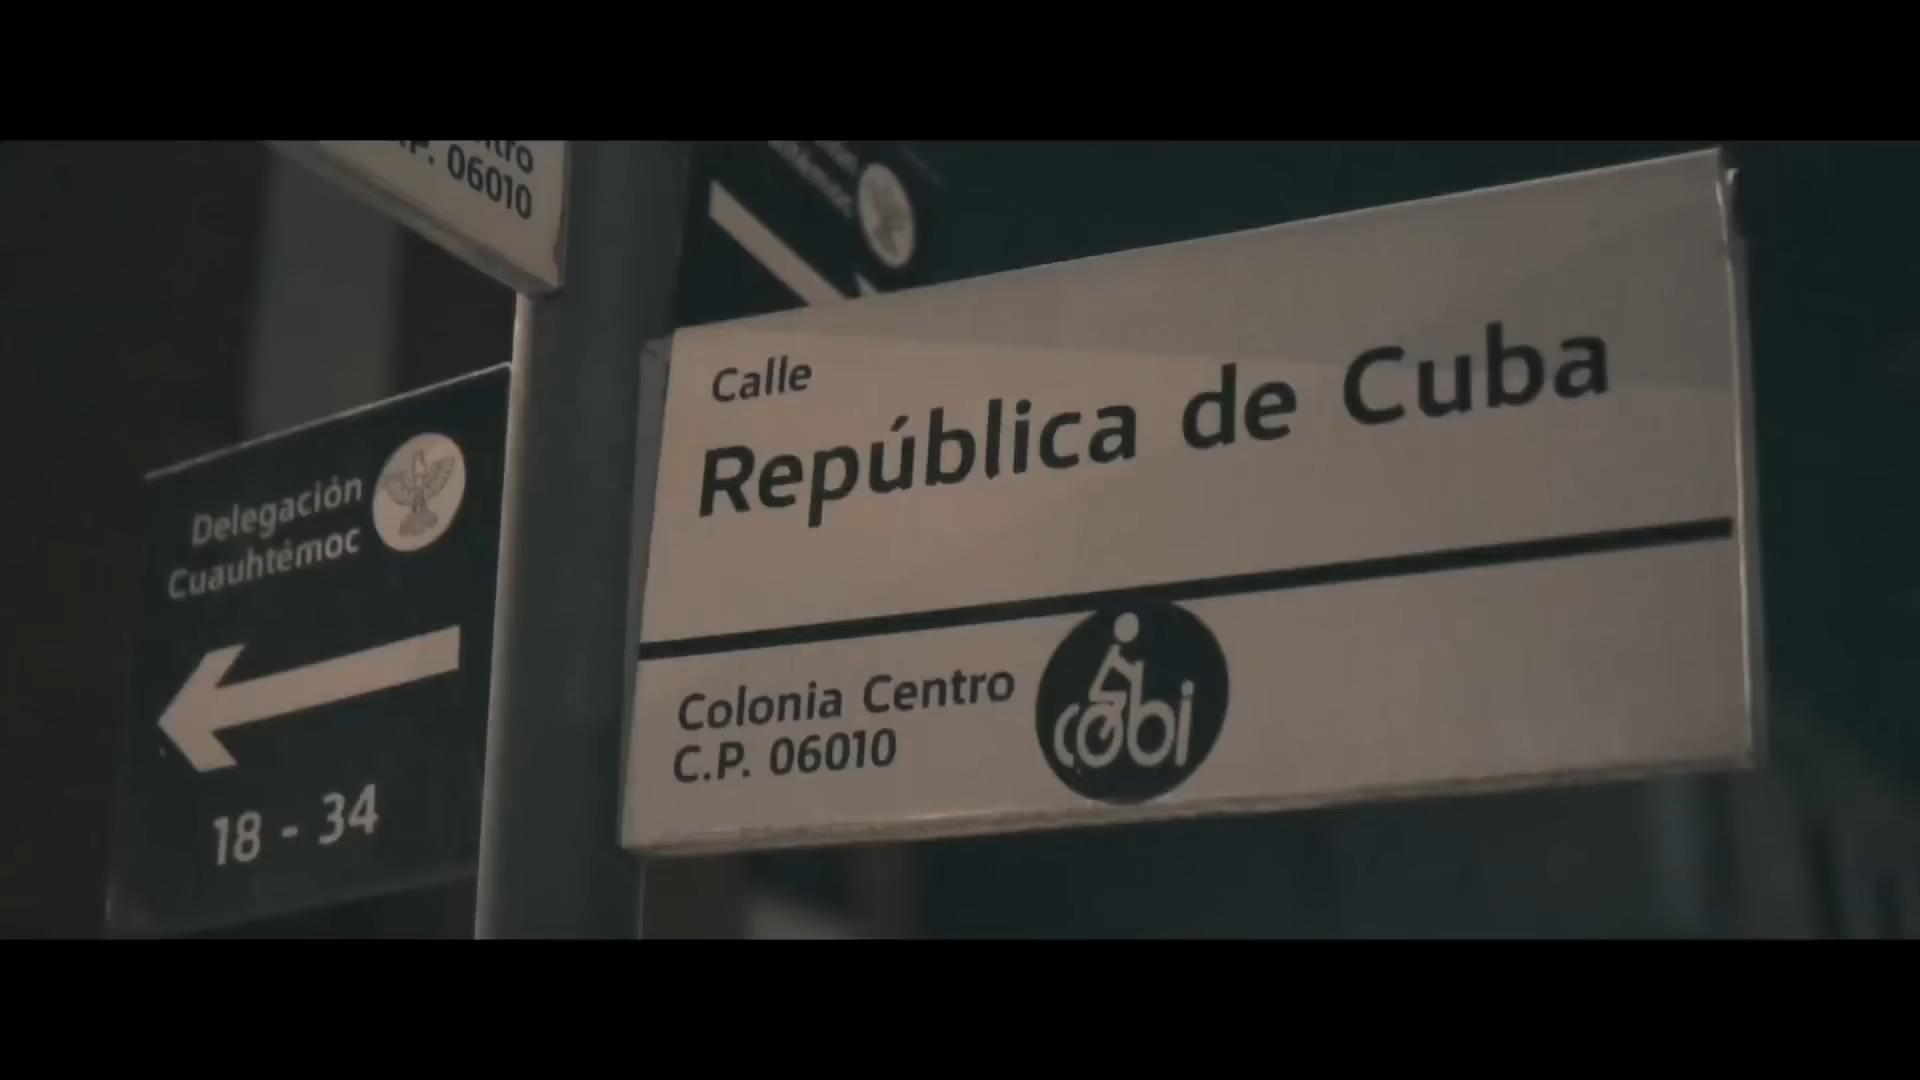 06010
Calle
República de Cuba
Delegación
Cuauhtémoc
18 - 34
Colonia Centro
C.P. 06010
cobi